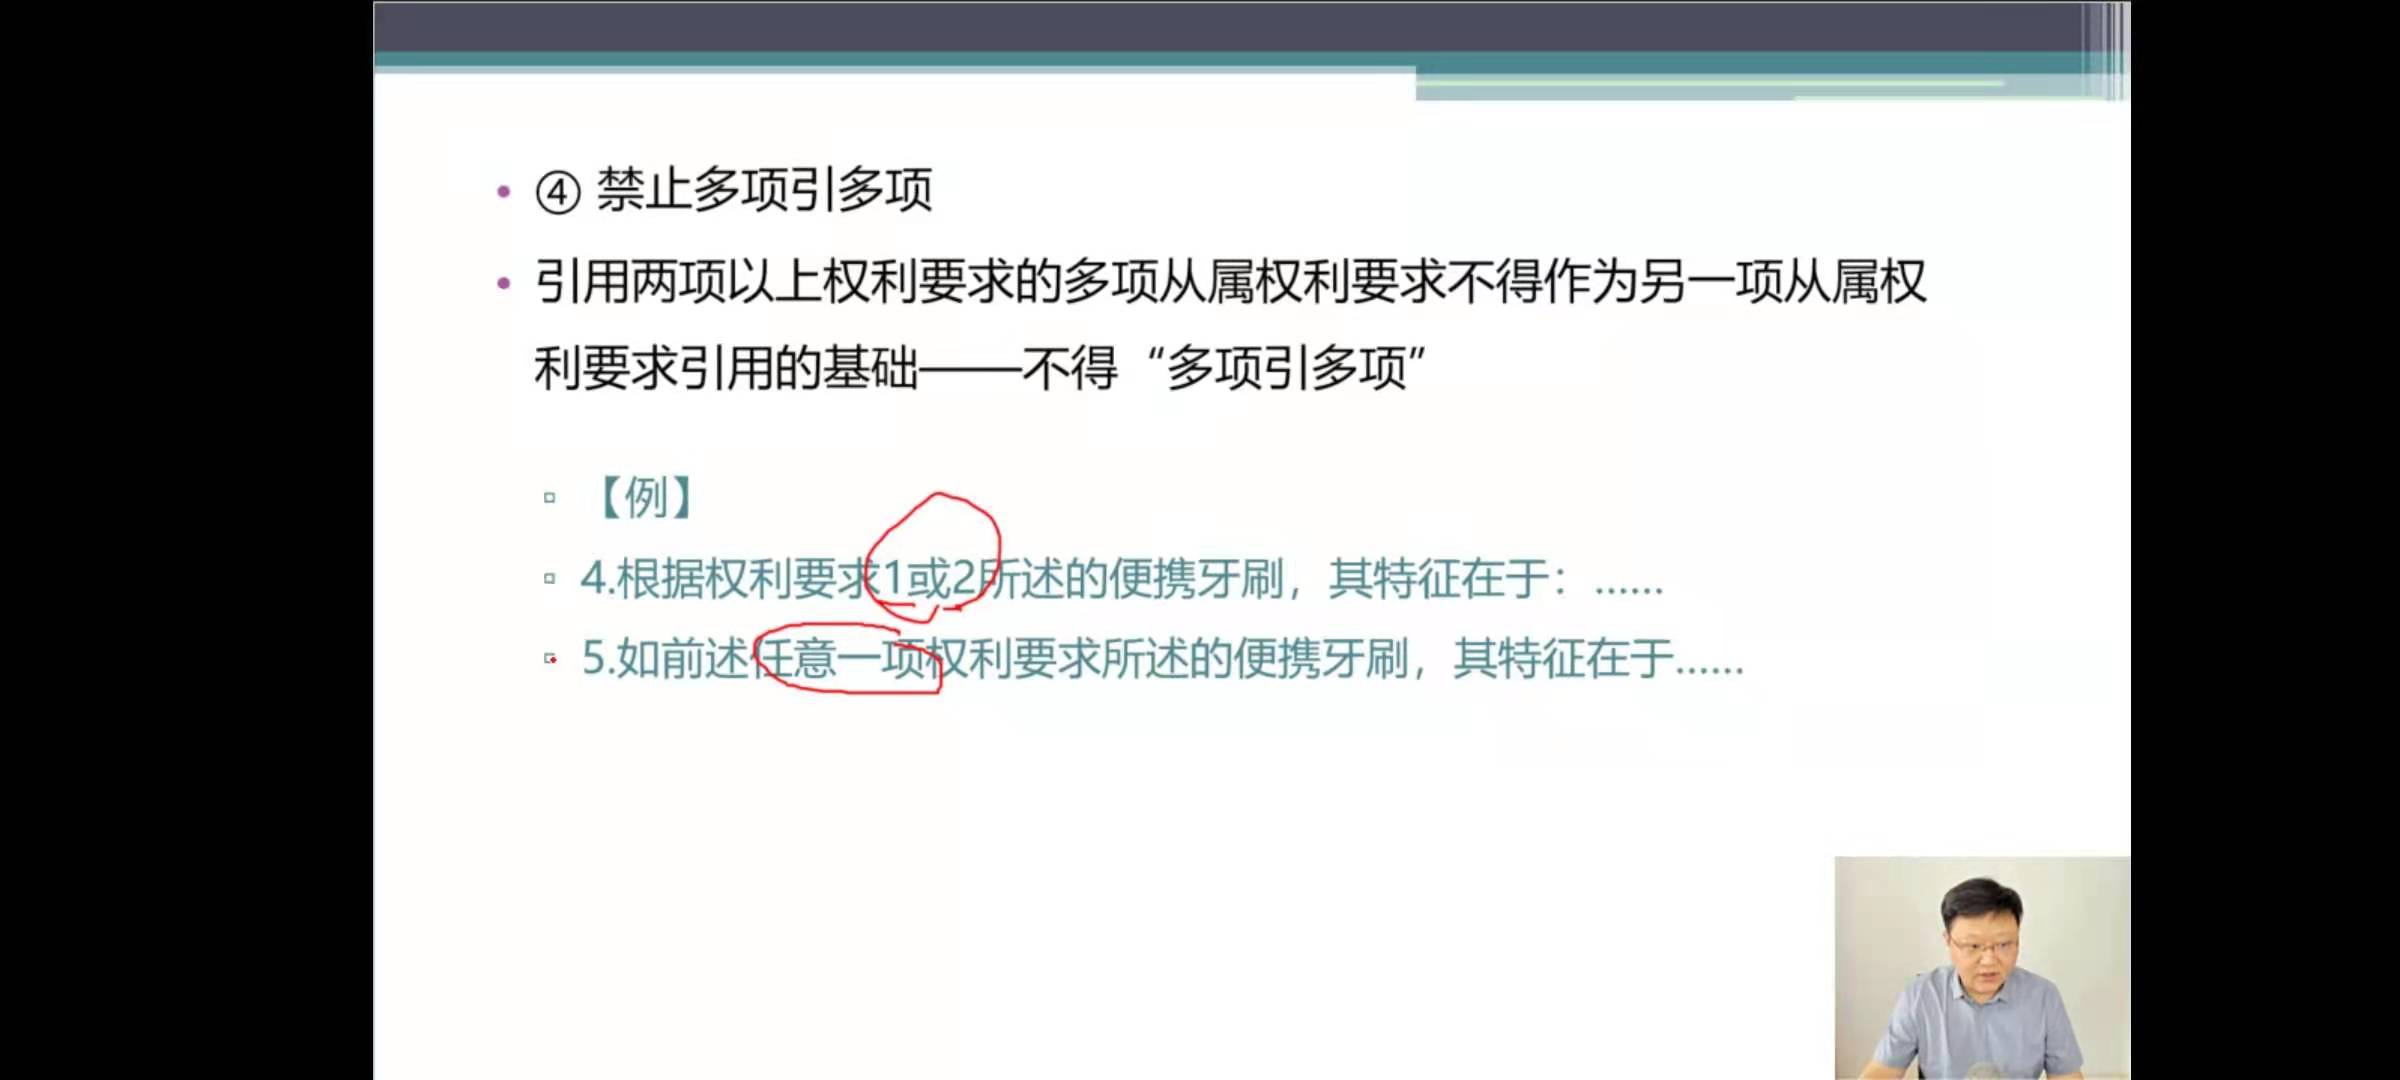 • ④ 禁止多项引多项
• 引用两项以上权利要求的多项从属权利要求不得作为另一项从属权
利要求引用的基础——不得“多项引多项”
▫ 【例】
▫ 4.根据权利要求1或2所述的便携牙刷，其特征在于：……
▫ 5.如前述任意一项权利要求所述的便携牙刷，其特征在于……